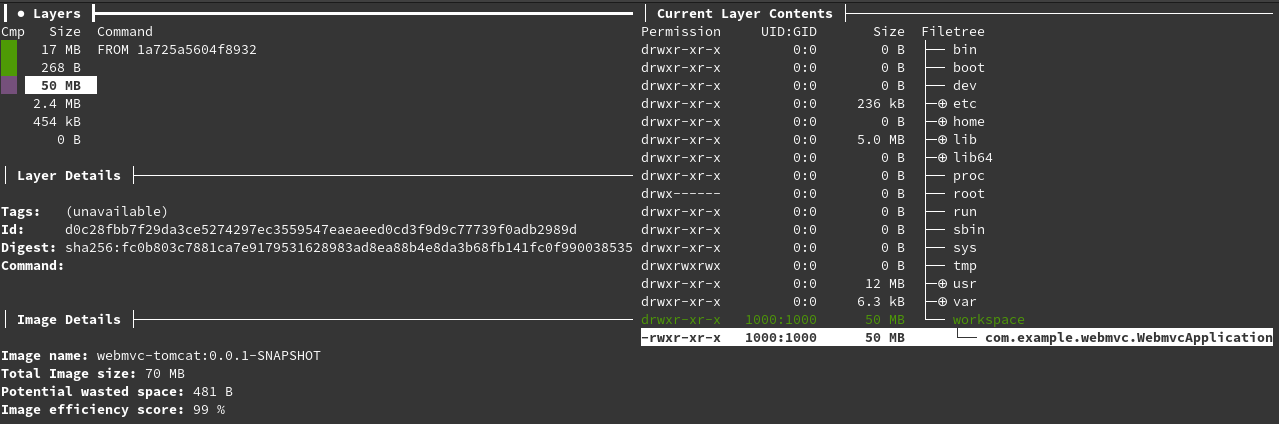 ● Layers
Cmp Size Command
17 MB FROM 1a725a5604f8932
268 B
50 MB
2.4 MB
454 kB
0 B
Layer Details
Tags: (unavailable)
Id: d0c28fbb7f29da3ce5274297ec3559547eaeaeed0cd3f9d9c77739f0adb2989d
Digest: sha256:fc0b803c7881ca7e9179531628983ad8ea88b4e8da3b68fb141fc0f990038535
Command:
Image Details
Image name: webmvc-tomcat:0.0.1-SNAPSHOT
Total Image size: 70 MB
Potential wasted space: 481 B
Image efficiency score: 99 %
Current Layer Contents
Permission UID:GID Size Filetree
drwxr-xr-x 0:0 0 B ├── bin
drwxr-xr-x 0:0 0 B ├── boot
drwxr-xr-x 0:0 0 B ├── dev
drwxr-xr-x 0:0 236 kB ├─⊕ etc
drwxr-xr-x 0:0 0 B ├─⊕ home
drwxr-xr-x 0:0 5.0 MB ├─⊕ lib
drwxr-xr-x 0:0 0 B ├─⊕ lib64
drwxr-xr-x 0:0 0 B ├── proc
drwx------ 0:0 0 B ├── root
drwxr-xr-x 0:0 0 B ├── run
drwxr-xr-x 0:0 0 B ├── sbin
drwxr-xr-x 0:0 0 B ├── sys
drwxrwxrwx 0:0 0 B ├── tmp
drwxr-xr-x 0:0 12 MB ├─⊕ usr
drwxr-xr-x 0:0 6.3 kB ├─⊕ var
drwxr-xr-x 1000:1000 50 MB └── workspace
-rwxr-xr-x 1000:1000 50 MB └── com.example.webmvc.WebmvcApplication